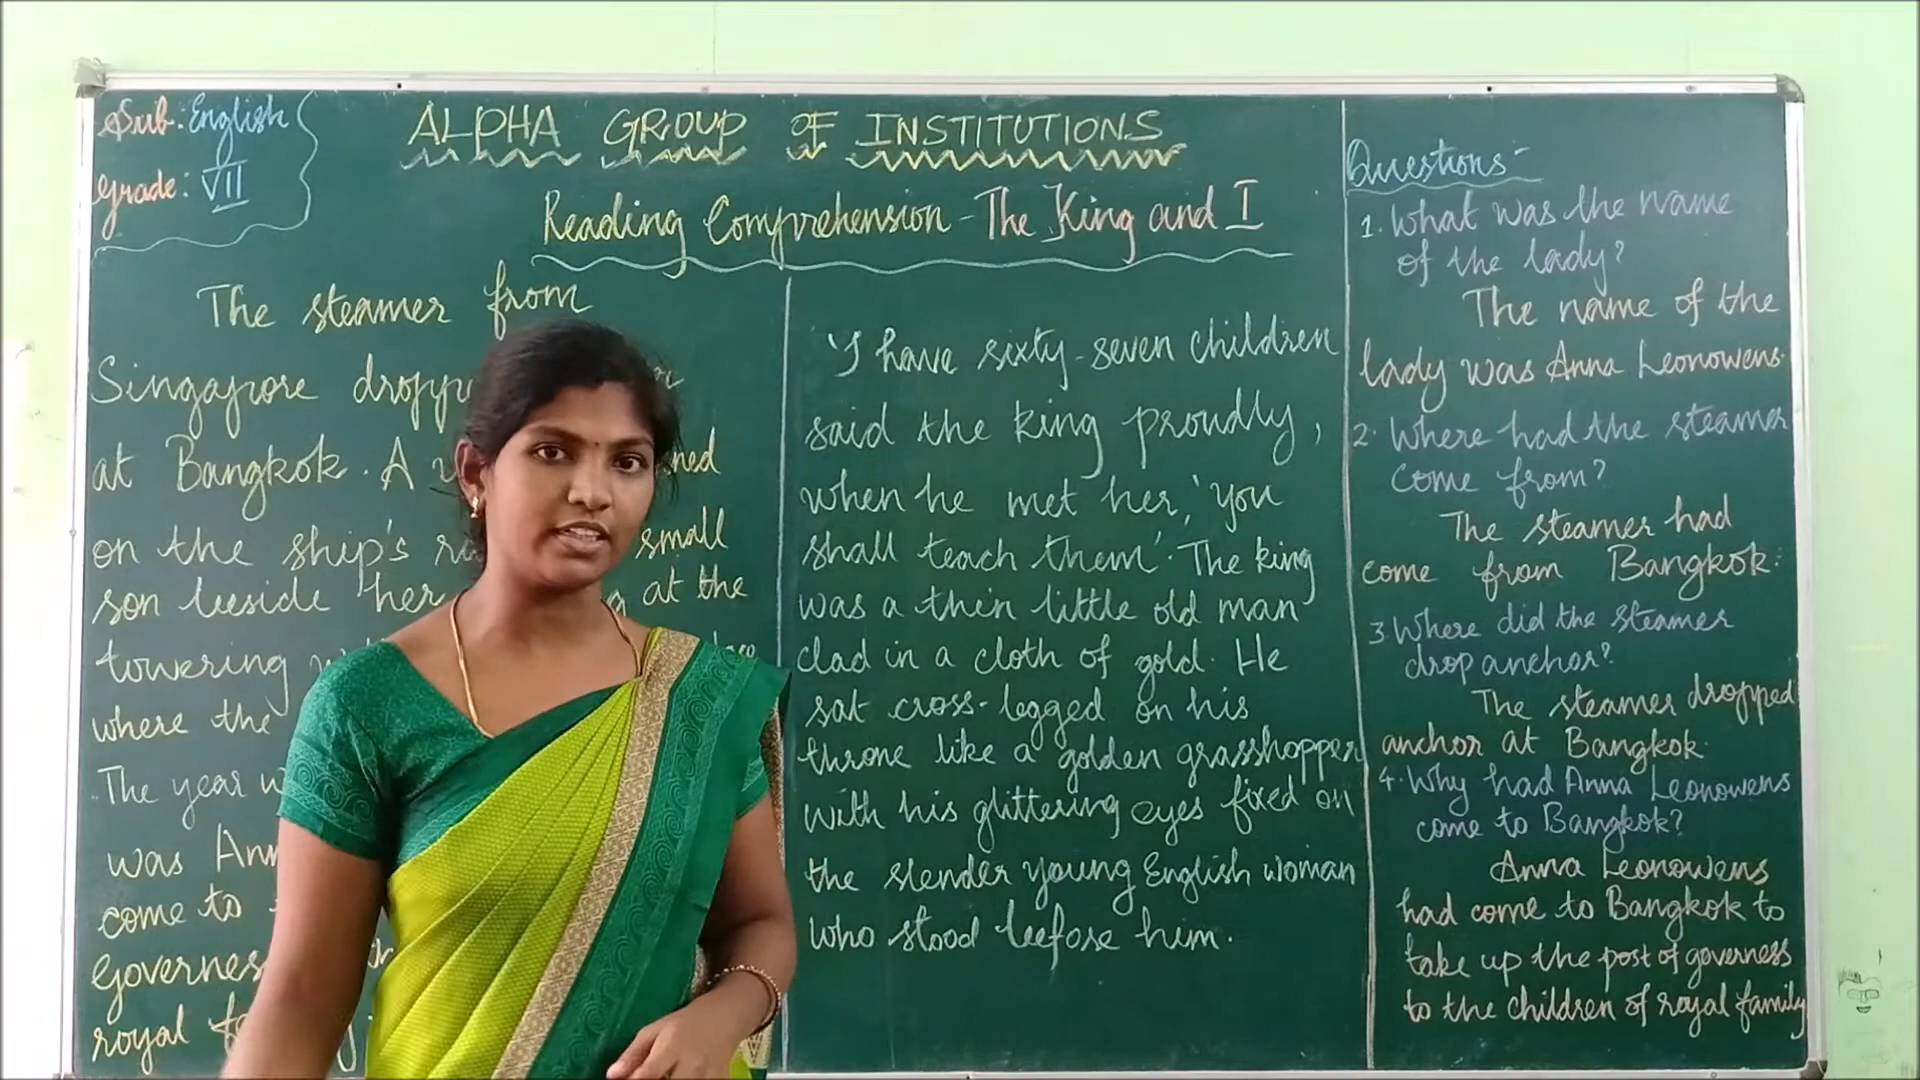 Sub: English
Grade: VII
ALPHA GROUP OF INSTITUTIONS
Reading Comprehension - The King and I
The steamer from
Singapore
at Bangkok. A
on the ship's small
son beside her at the
towering
where the
The year
was
come to
royal
'I have sixty-seven children
said the king proudly,
when he met her, 'you
shall teach them'. The king
was a thin little old man
clad in a cloth of gold. He
sat cross-legged on his
throne like a golden grasshopper
with his glittering eyes fixed on
the slender young English woman
who stood before him.
Questions:-
1. What was the name
of the lady?
The name of the
lady was Anna Leonowens.
2. Where had the steamer
come from?
The steamer had
come from Bangkok.
3. Where did the steamer
drop anchor?
The steamer dropped
anchor at Bangkok.
4. Why had Anna Leonowens
come to Bangkok?
Anna Leonowens
had come to Bangkok to
take up the post of governess
to the children of royal family